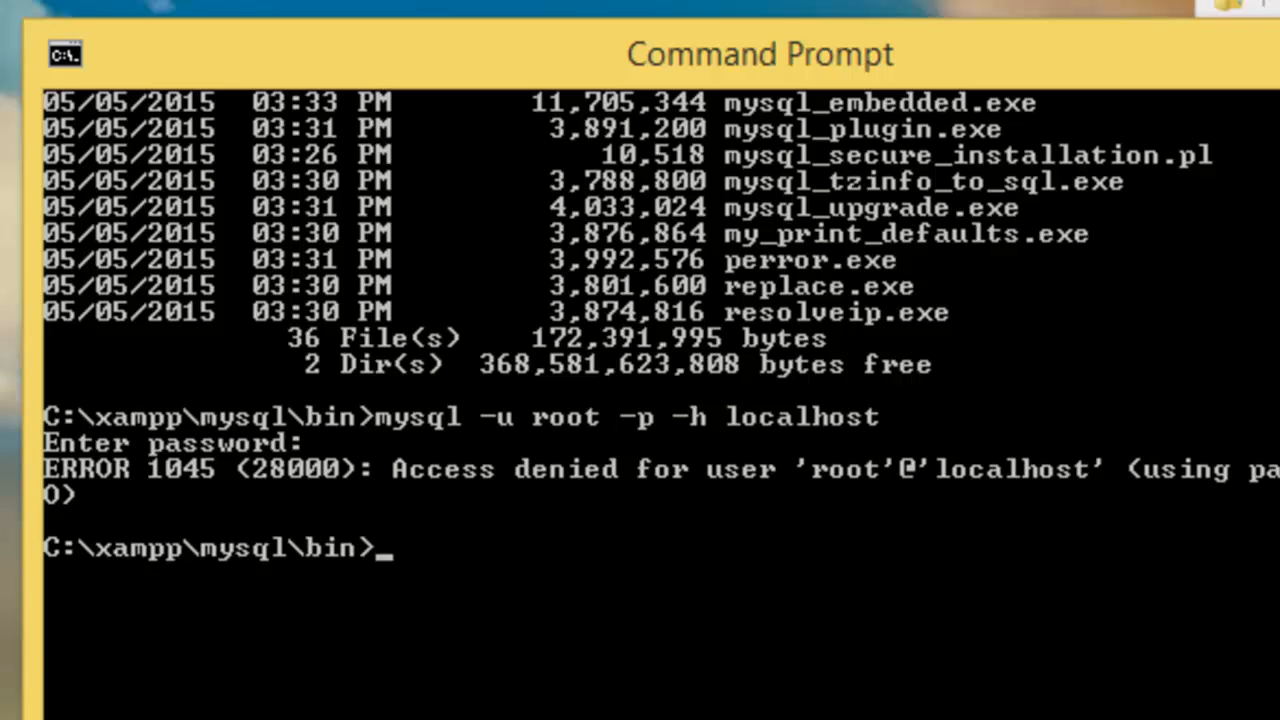 Command Prompt
05/05/2015 03:33 PM 11,705,344 mysql_embedded.exe
05/05/2015 03:31 PM 3,891,200 mysql_plugin.exe
05/05/2015 03:26 PM 10,518 mysql_secure_installation.pl
05/05/2015 03:30 PM 3,788,800 mysql_tzinfo_to_sql.exe
05/05/2015 03:31 PM 4,033,024 mysql_upgrade.exe
05/05/2015 03:30 PM 3,876,864 my_print_defaults.exe
05/05/2015 03:31 PM 3,992,576 perror.exe
05/05/2015 03:30 PM 3,801,600 replace.exe
05/05/2015 03:30 PM 3,874,816 resolveip.exe
36 File(s) 172,391,995 bytes
2 Dir(s) 368,581,623,808 bytes free
C:\xampp\mysql\bin>mysql -u root -p -h localhost
Enter password:
ERROR 1045 (28000): Access denied for user 'root'@'localhost' (using pa
O)
C:\xampp\mysql\bin>_